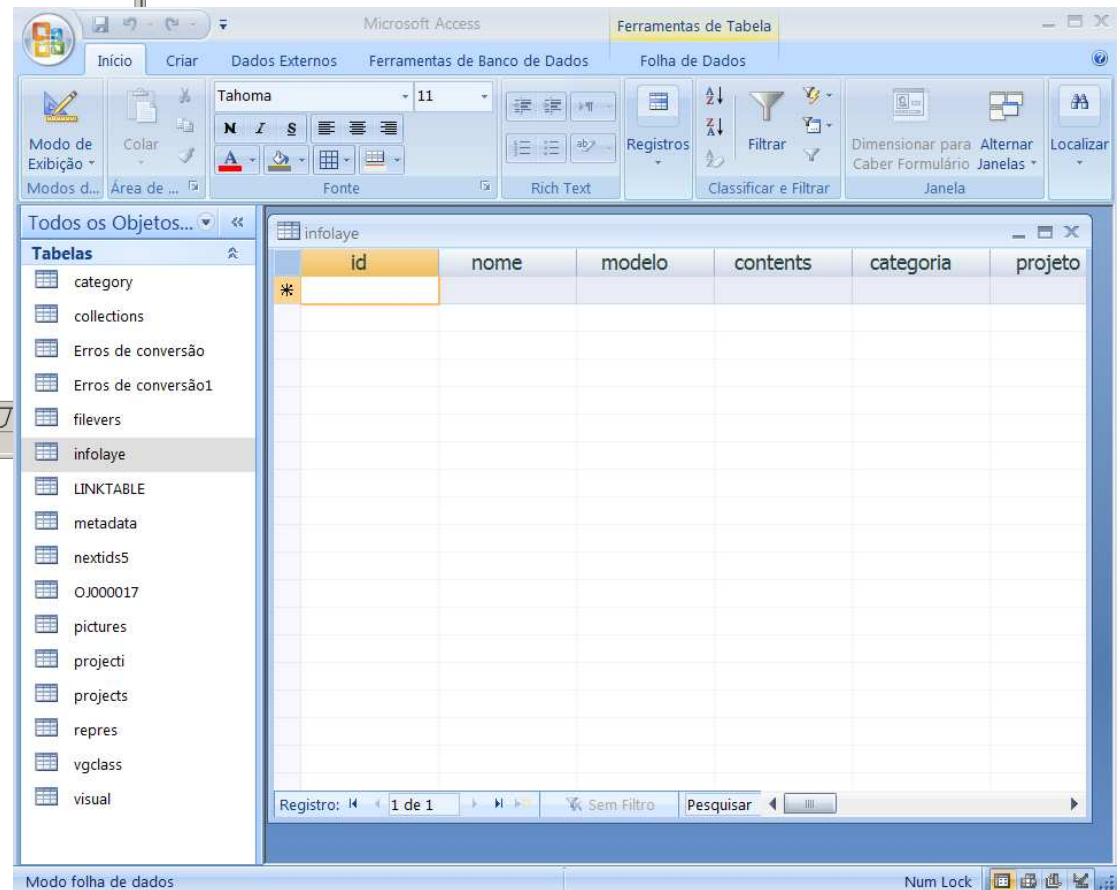 Microsoft Access
Ferramentas de Tabela
Início Criar Dados Externos Ferramentas de Banco de Dados Folha de Dados
Tahoma 11
N I S
A
Modo de Exibição
Colar
Registros
Filtrar
Dimensionar para Caber Formulário
Alternar Janelas
Localizar
Modos d... Área de ... Fonte Rich Text Classificar e Filtrar Janela
Todos os Objetos...
Tabelas
category
collections
Erros de conversão
Erros de conversão1
filevers
infolaye
LINKTABLE
metadata
nextids5
OJ000017
pictures
projecti
projects
repres
vgclass
visual
infolaye
id nome modelo contents categoria projeto
Registro: 1 de 1 Sem Filtro Pesquisar
Modo folha de dados Num Lock